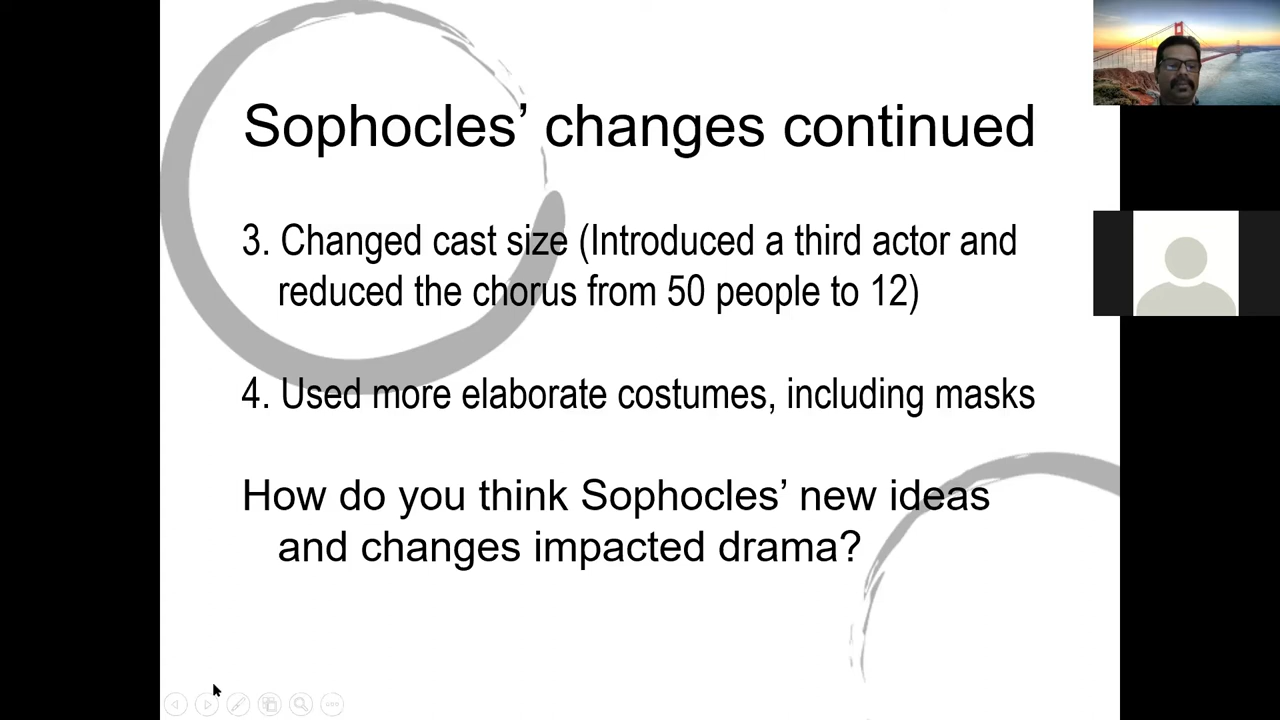 Sophocles’ changes continued
3. Changed cast size (Introduced a third actor and
reduced the chorus from 50 people to 12)
4. Used more elaborate costumes, including masks
How do you think Sophocles’ new ideas
and changes impacted drama?